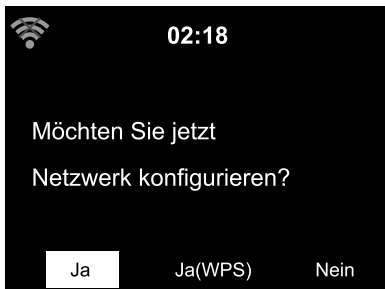 02:18
Möchten Sie jetzt
Netzwerk konfigurieren?
Ja Ja(WPS) Nein